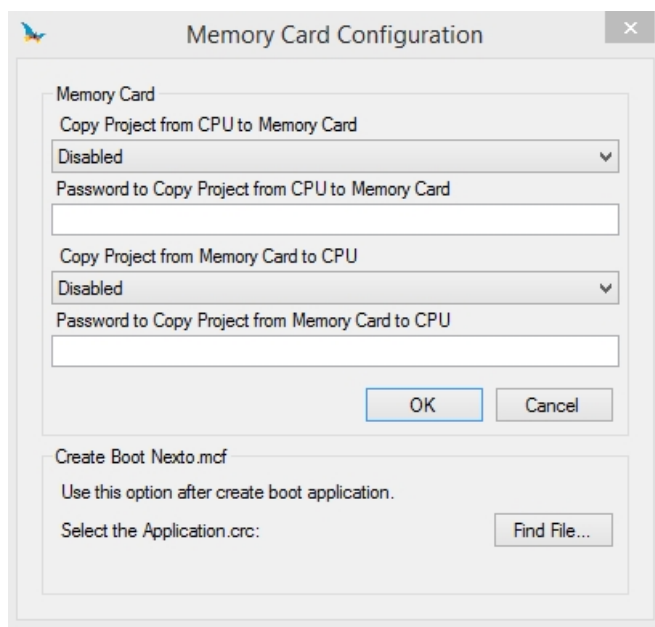 Memory Card Configuration
Memory Card
Copy Project from CPU to Memory Card
Disabled
Password to Copy Project from CPU to Memory Card
Copy Project from Memory Card to CPU
Disabled
Password to Copy Project from Memory Card to CPU
OK Cancel
Create Boot Nexto.mcf
Use this option after create boot application.
Select the Application.crc: Find File...